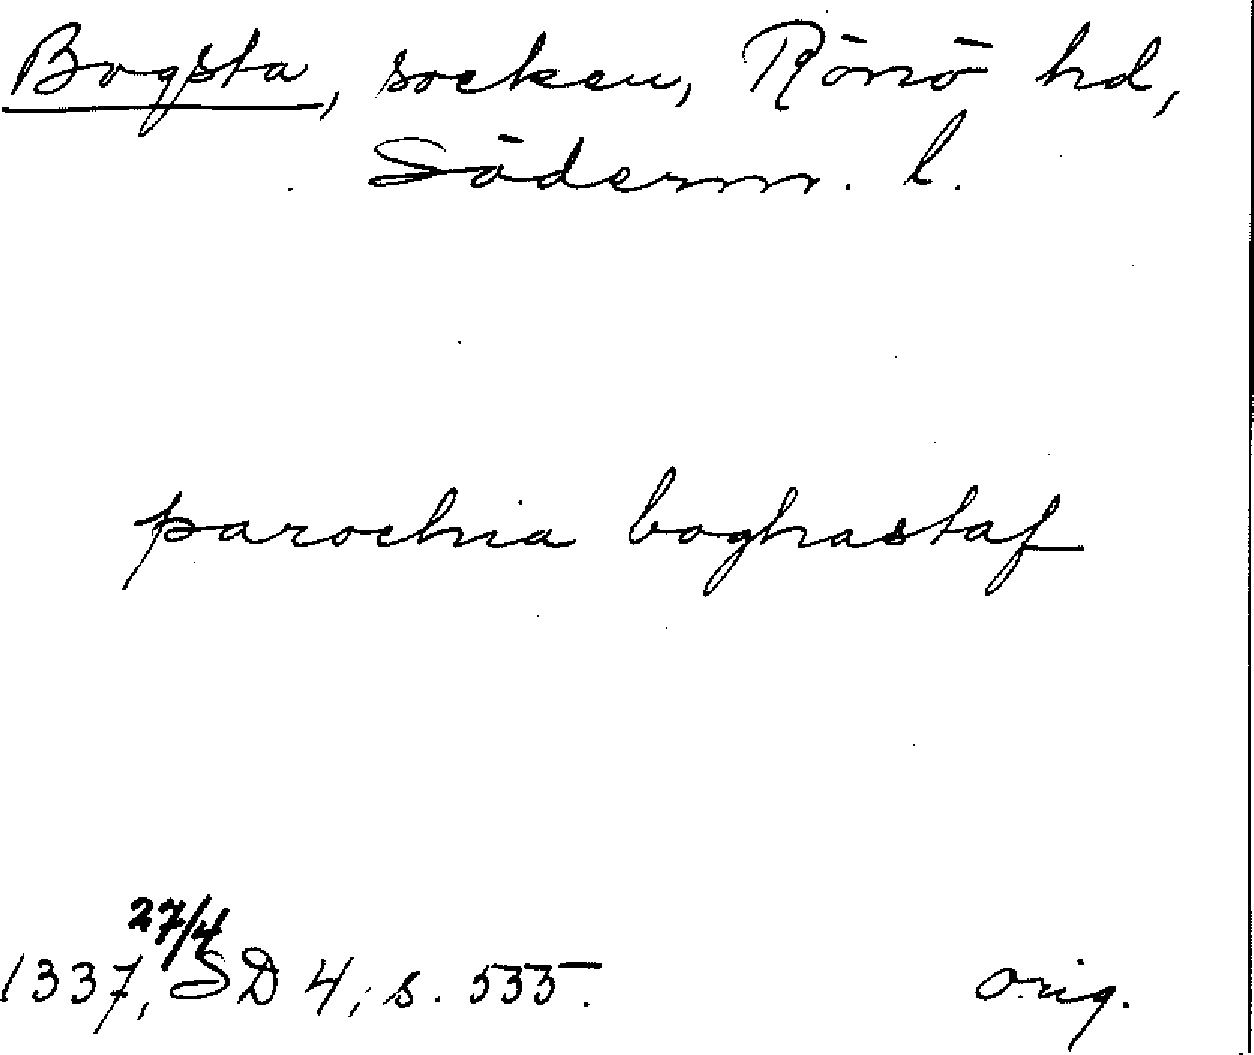 Bogsta, socken, Rönö hd,
Söderm. l.
parochia boghastaf
27/4
1337, SD 4, s. 535. orig.